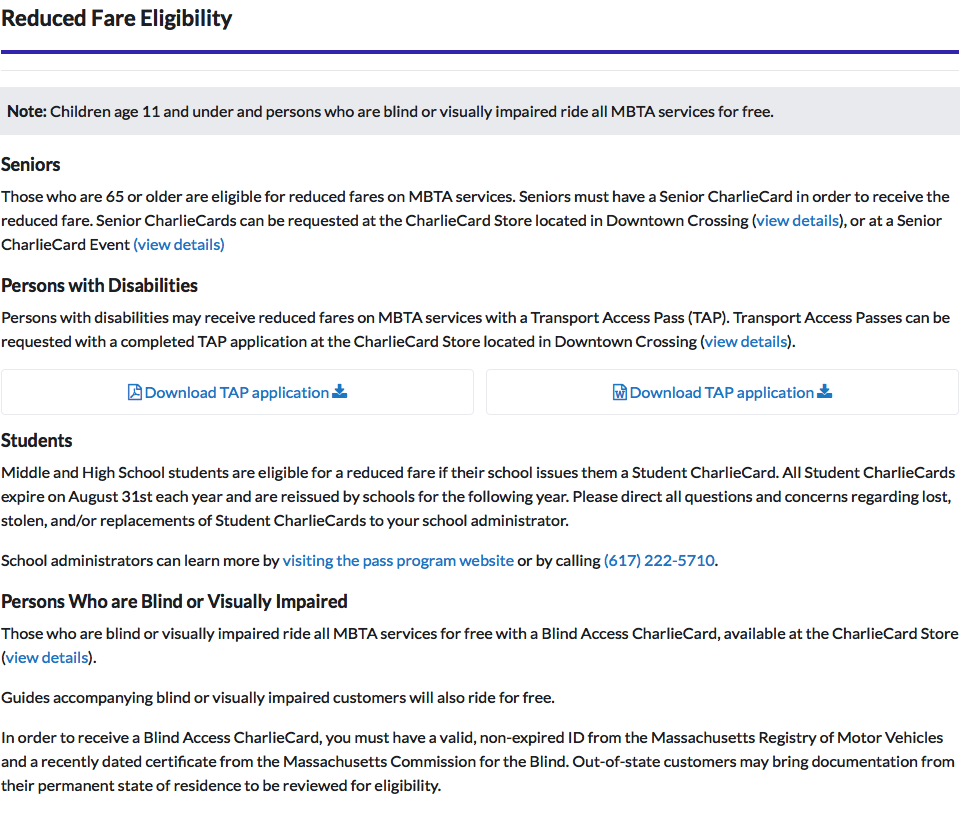 Reduced Fare Eligibility
Note: Children age 11 and under and persons who are blind or visually impaired ride all MBTA services for free.
Seniors
Those who are 65 or older are eligible for reduced fares on MBTA services. Seniors must have a Senior CharlieCard in order to receive the
reduced fare. Senior CharlieCards can be requested at the CharlieCard Store located in Downtown Crossing (view details), or at a Senior
CharlieCard Event (view details)
Persons with Disabilities
Persons with disabilities may receive reduced fares on MBTA services with a Transport Access Pass (TAP). Transport Access Passes can be
requested with a completed TAP application at the CharlieCard Store located in Downtown Crossing (view details).
Download TAP application
Download TAP application
Students
Middle and High School students are eligible for a reduced fare if their school issues them a Student CharlieCard. All Student CharlieCards
expire on August 31st each year and are reissued by schools for the following year. Please direct all questions and concerns regarding lost,
stolen, and/or replacements of Student CharlieCards to your school administrator.
School administrators can learn more by visiting the pass program website or by calling (617) 222-5710.
Persons Who are Blind or Visually Impaired
Those who are blind or visually impaired ride all MBTA services for free with a Blind Access CharlieCard, available at the CharlieCard Store
(view details).
Guides accompanying blind or visually impaired customers will also ride for free.
In order to receive a Blind Access CharlieCard, you must have a valid, non-expired ID from the Massachusetts Registry of Motor Vehicles
and a recently dated certificate from the Massachusetts Commission for the Blind. Out-of-state customers may bring documentation from
their permanent state of residence to be reviewed for eligibility.